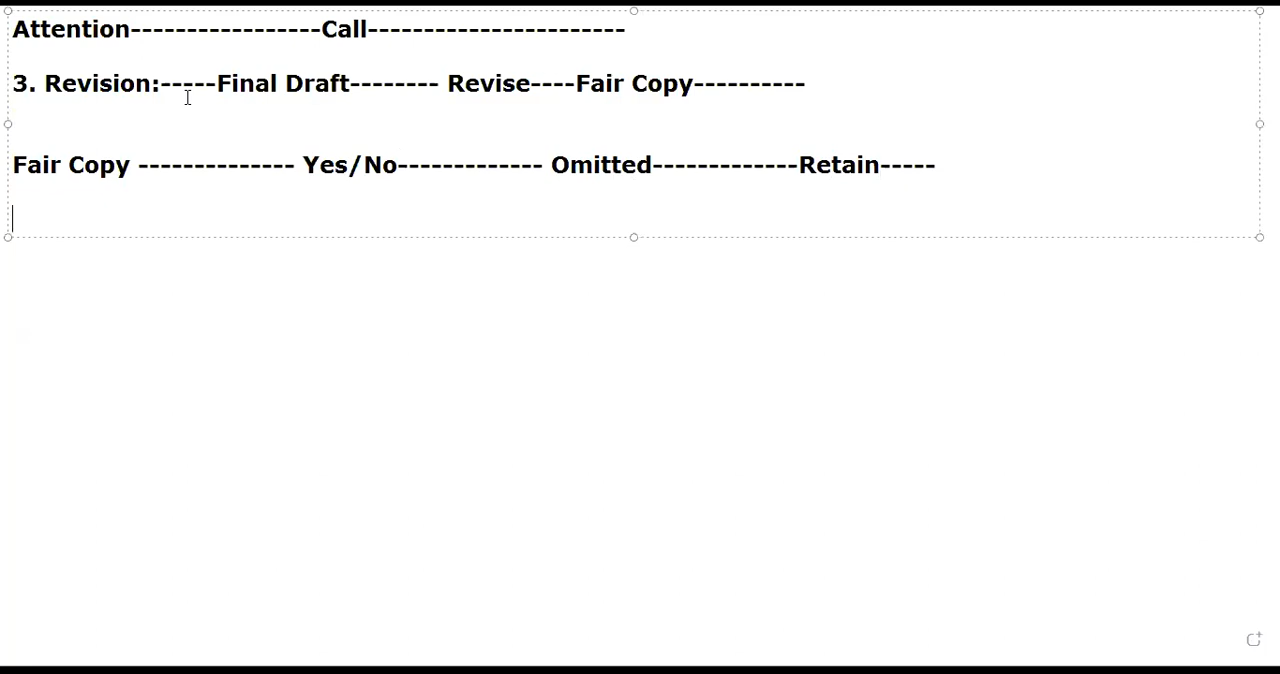 Attention-----------------Call-----------------------
3. Revision:-----Final Draft-------- Revise----Fair Copy----------
Fair Copy -------------- Yes/No------------- Omitted-------------Retain-----